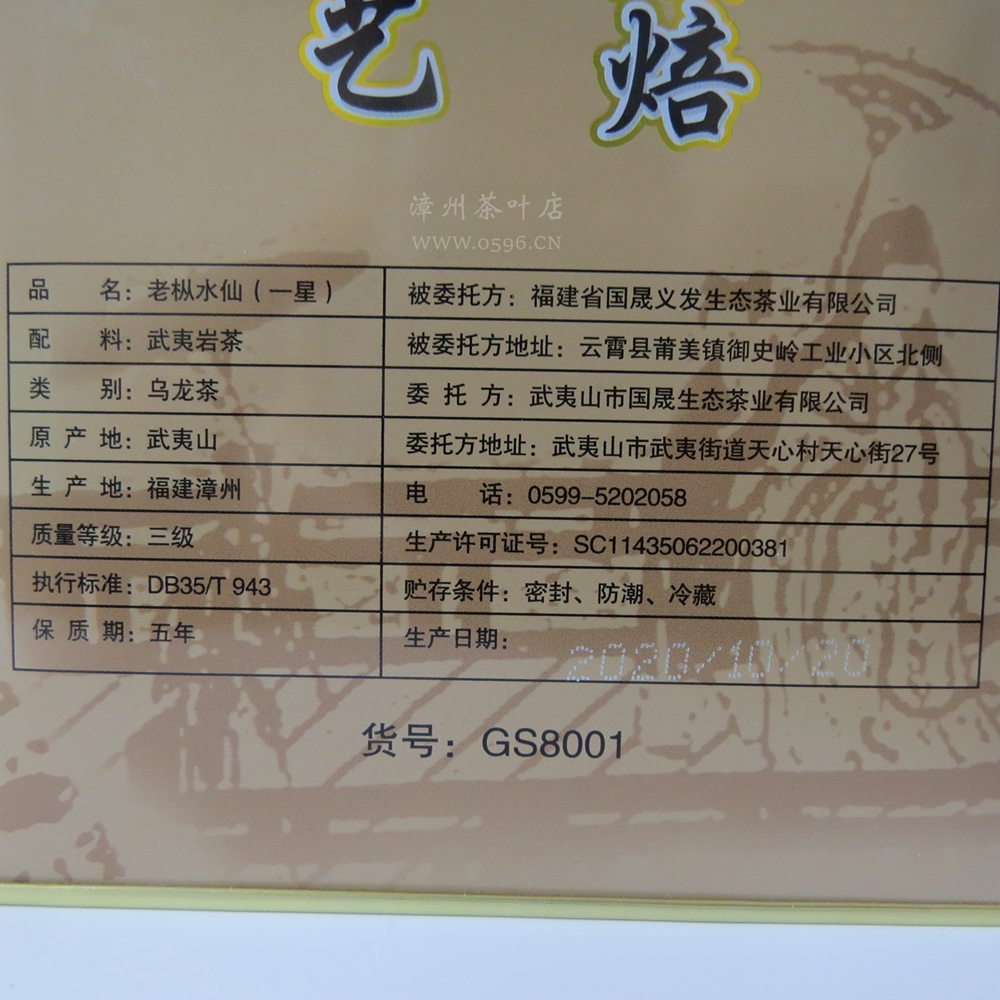 艺 焙
漳州茶叶店
WWW.0596.CN
品 名：老枞水仙（一星）
配 料：武夷岩茶
类 别：乌龙茶
原 产 地：武夷山
生 产 地：福建漳州
质量等级：三级
执行标准：DB35/T 943
保 质 期：五年
被委托方：福建省国晟义发生态茶业有限公司
被委托方地址：云霄县莆美镇御史岭工业小区北侧
委 托 方：武夷山市国晟生态茶业有限公司
委托方地址：武夷山市武夷街道天心村天心街27号
电 话：0599-5202058
生产许可证号：SC11435062200381
贮存条件：密封、防潮、冷藏
生产日期：2020/10/20
货号：GS8001